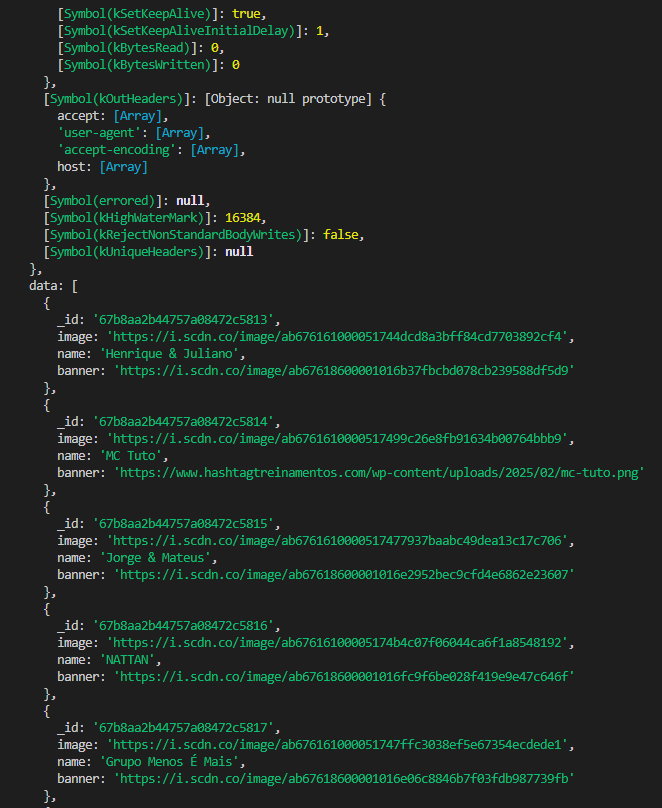 [Symbol(kSetKeepAlive)]: true,
[Symbol(kSetKeepAliveInitialDelay)]: 1,
[Symbol(kBytesRead)]: 0,
[Symbol(kBytesWritten)]: 0
},
[Symbol(kOutHeaders)]: [Object: null prototype] {
accept: [Array],
'user-agent': [Array],
'accept-encoding': [Array],
host: [Array]
},
[Symbol(errored)]: null,
[Symbol(kHighWaterMark)]: 16384,
[Symbol(kRejectNonStandardBodyWrites)]: false,
[Symbol(kUniqueHeaders)]: null
},
data: [
{
_id: '67b8aa2b44757a08472c5813',
image: 'https://i.scdn.co/image/ab676161000051744dcd8a3bff84cd7703892cf4',
name: 'Henrique & Juliano',
banner: 'https://i.scdn.co/image/ab67618600001016b37fbcbd078cb239588df5d9'
},
{
_id: '67b8aa2b44757a08472c5814',
image: 'https://i.scdn.co/image/ab6761610000517499c26e8fb91634b00764bbb9',
name: 'MC Tuto',
banner: 'https://www.hashtagtreinamentos.com/wp-content/uploads/2025/02/mc-tuto.png'
},
{
_id: '67b8aa2b44757a08472c5815',
image: 'https://i.scdn.co/image/ab6761610000517477937baabc49dea13c17c706',
name: 'Jorge & Mateus',
banner: 'https://i.scdn.co/image/ab67618600001016e2952bec9cfd4e6862e23607'
},
{
_id: '67b8aa2b44757a08472c5816',
image: 'https://i.scdn.co/image/ab67616100005174b4c07f06044ca6f1a8548192',
name: 'NATTAN',
banner: 'https://i.scdn.co/image/ab67618600001016fc9f6be028f419e9e47c646f'
},
{
_id: '67b8aa2b44757a08472c5817',
image: 'https://i.scdn.co/image/ab676161000051747ffc3038ef5e67354ecdede1',
name: 'Grupo Menos É Mais',
banner: 'https://i.scdn.co/image/ab67618600001016e06c8846b7f03fdb987739fb'
},